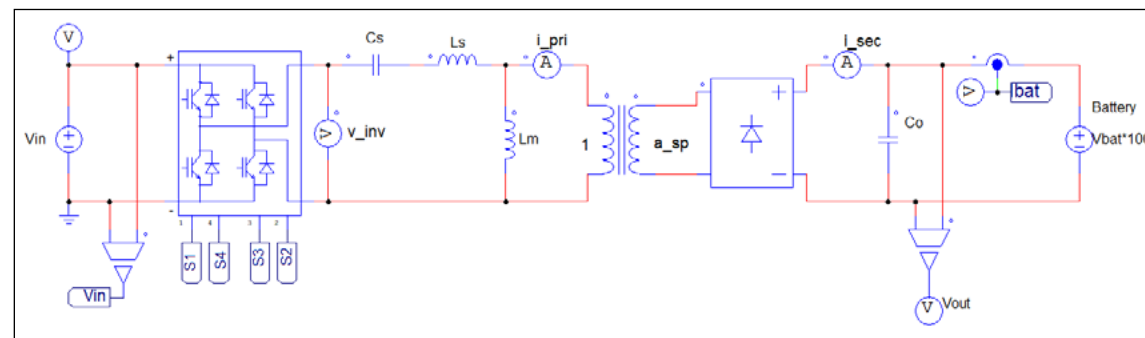 V
Vin
+
-
1
4
3
2
S1
S4
S3
S2
Vin
V
v_inv
Cs
Ls
Lm
i_pri
A
1
a_sp
+
-
i_sec
A
Co
V
Ibat
Battery
Vbat*100
V
Vout